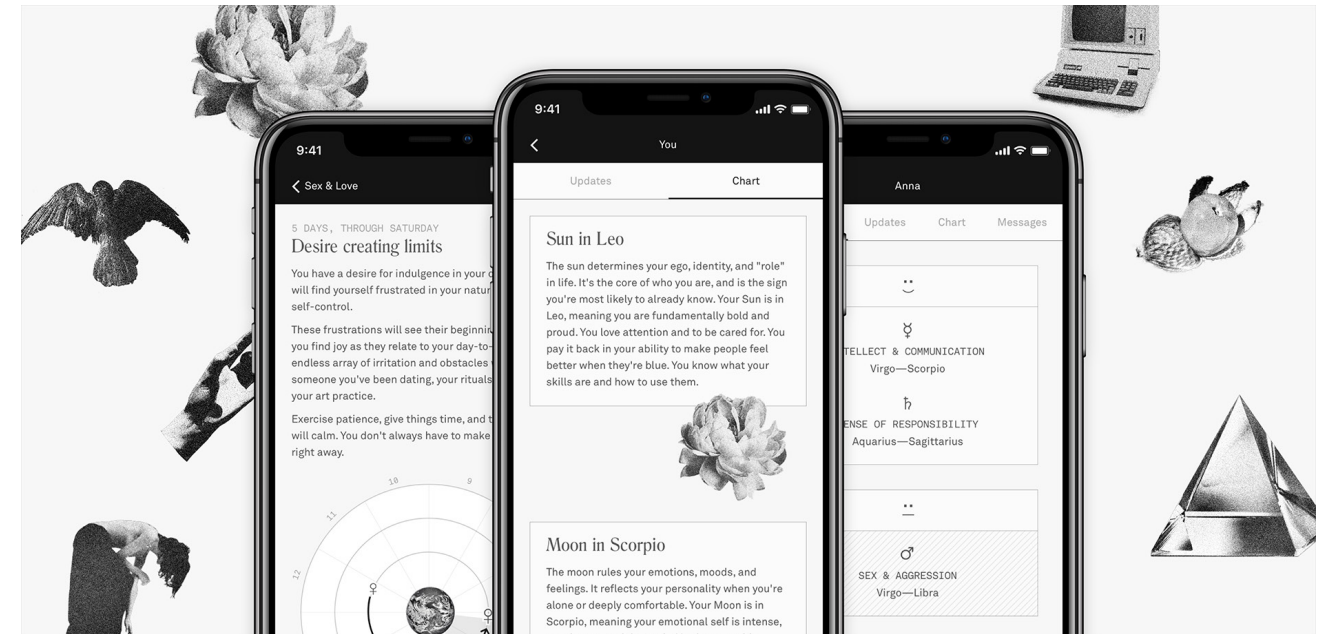 9:41
Sex & Love
5 DAYS, THROUGH SATURDAY
Desire creating limits
You have a desire for indulgence in your
will find yourself frustrated in your
self-control.
These frustrations will see their
you find joy as they relate to your
endless array of irritation and obstacles
someone you've been dating, your rituals
your art practice.
Exercise patience, give things time, and
will calm. You don't always have to make
right away.
12
11
10
9
9:41
You
Updates
Chart
Sun in Leo
The sun determines your ego, identity, and "role"
in life. It's the core of who you are, and is the sign
you're most likely to already know. Your Sun is in
Leo, meaning you are fundamentally bold and
proud. You love attention and to be cared for. You
pay it back in your ability to make people feel
better when they're blue. You know what your
skills are and how to use them.
Moon in Scorpio
The moon rules your emotions, moods, and
feelings. It reflects your personality when you're
alone or deeply comfortable. Your Moon is in
Scorpio, meaning your emotional self is intense,
Anna
Updates
Chart
Messages
☿
TELLECT & COMMUNICATION
Virgo—Scorpio
♄
ENSE OF RESPONSIBILITY
Aquarius—Sagittarius
♂
SEX & AGGRESSION
Virgo—Libra